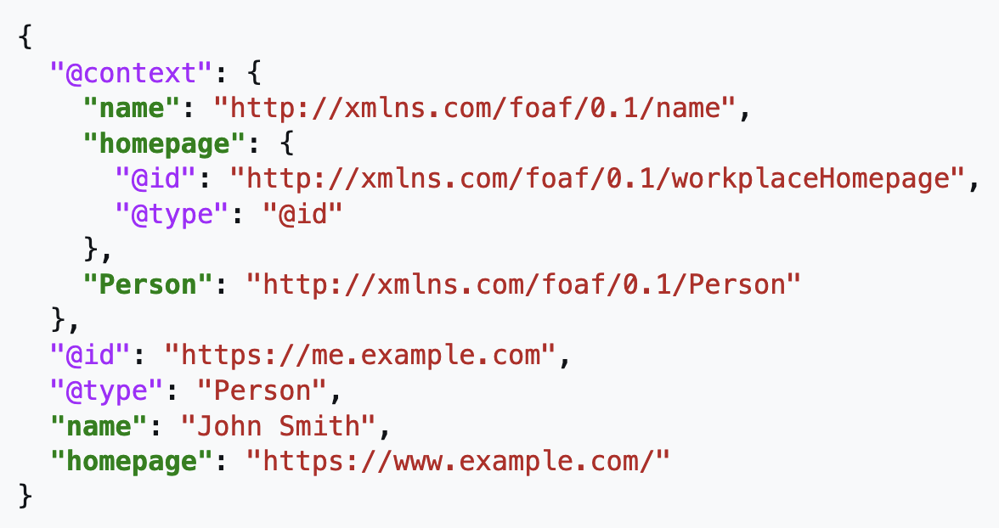 {
  "@context": {
    "name": "http://xmlns.com/foaf/0.1/name",
    "homepage": {
      "@id": "http://xmlns.com/foaf/0.1/workplaceHomepage",
      "@type": "@id"
    },
    "Person": "http://xmlns.com/foaf/0.1/Person"
  },
  "@id": "https://me.example.com",
  "@type": "Person",
  "name": "John Smith",
  "homepage": "https://www.example.com/"
}